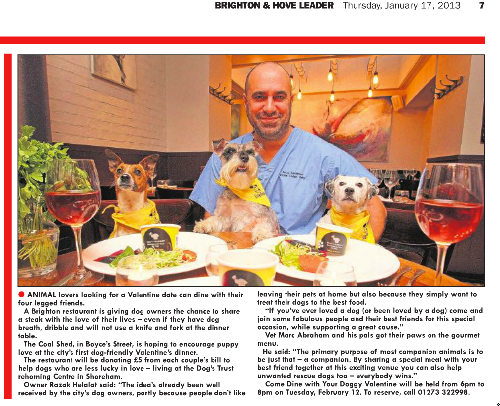 BRIGHTON & HOVE LEADER Thursday, January 17, 2013 7
● ANIMAL lovers looking for a Valentine date can dine with their
four legged friends.
A Brighton restaurant is giving dog owners the chance to share
a steak with the love of their lives – even if they have dog
breath, dribble and will not use a knife and fork at the dinner
table.
The Coal Shed, in Boyce's Street, is hoping to encourage puppy
love at the city's first dog-friendly Valentine's dinner.
The restaurant will be donating £5 from each couple's bill to
help dogs who are less lucky in love – living at the Dog's Trust
rehoming Centre in Shoreham.
Owner Razak Helalat said: "The idea's already been well
received by the city's dog owners, partly because people don't like
leaving their pets at home but also because they simply want to
treat their dogs to the best food.
"If you've ever loved a dog (or been loved by a dog) come and
join some fabulous people and their best friends for this special
occasion, while supporting a great cause."
Vet Marc Abraham and his pals got their paws on the gourmet
menu.
He said: "The primary purpose of most companion animals is to
be just that – a companion. By sharing a special meal with your
best friend together at this exciting venue you can also help
unwanted rescue dogs too – everybody wins."
Come Dine with Your Doggy Valentine will be held from 6pm to
8pm on Tuesday, February 12. To reserve, call 01273 322998.